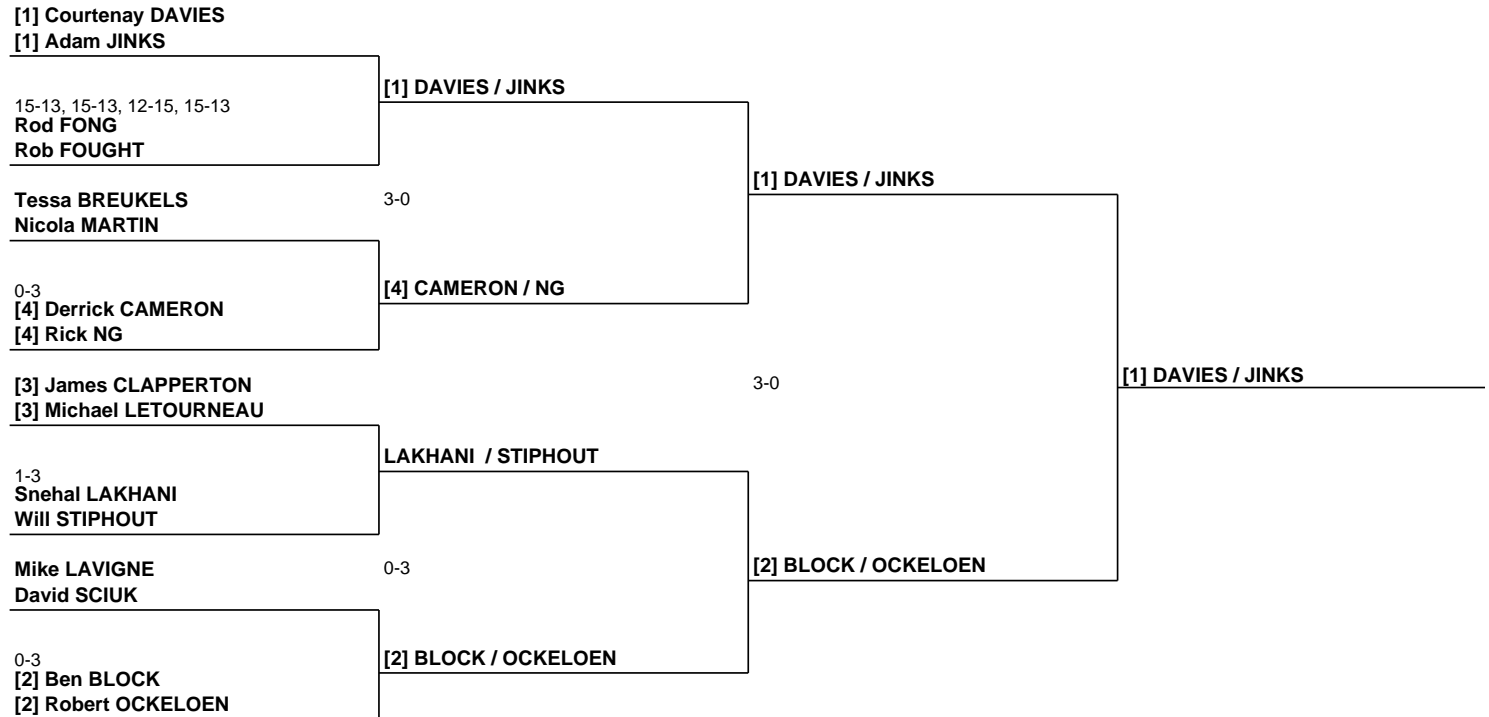 [1] Courtenay DAVIES
[1] Adam JINKS
15-13, 15-13, 12-15, 15-13
Rod FONG
Rob FOUGHT
Tessa BREUKELS
Nicola MARTIN
0-3
[4] Derrick CAMERON
[4] Rick NG
[3] James CLAPPERTON
[3] Michael LETOURNEAU
1-3
Snehal LAKHANI
Will STIPHOUT
Mike LAVIGNE
David SCIUK
0-3
[2] Ben BLOCK
[2] Robert OCKELOEN
[1] DAVIES / JINKS
3-0
[4] CAMERON / NG
LAKHANI / STIPHOUT
0-3
[2] BLOCK / OCKELOEN
[1] DAVIES / JINKS
3-0
[2] BLOCK / OCKELOEN
[1] DAVIES / JINKS